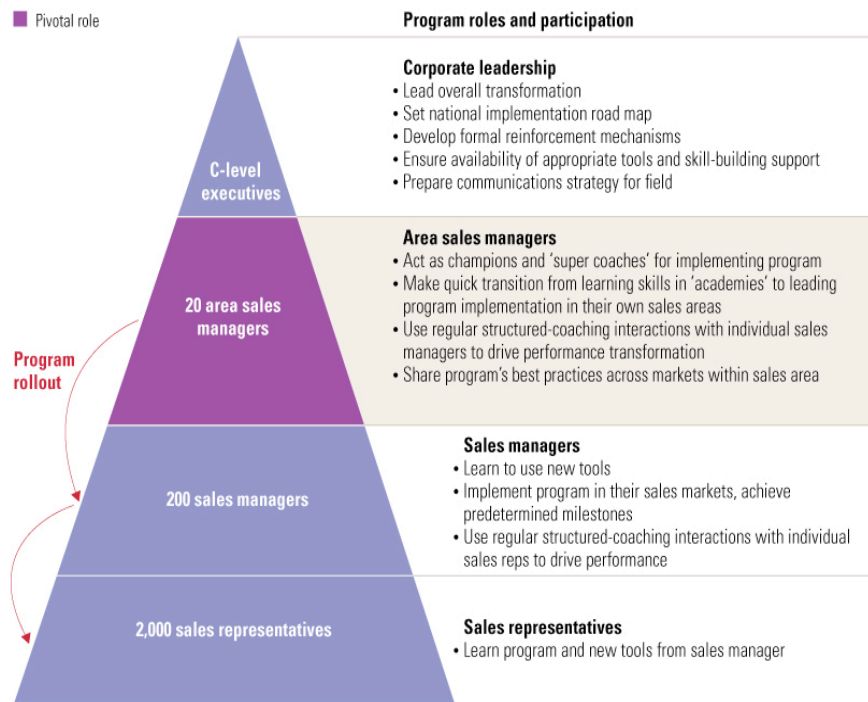 Pivotal role
Program roles and participation
C-level
executives
Corporate leadership
• Lead overall transformation
• Set national implementation road map
• Develop formal reinforcement mechanisms
• Ensure availability of appropriate tools and skill-building support
• Prepare communications strategy for field
20 area sales
managers
Area sales managers
• Act as champions and ‘super coaches’ for implementing program
• Make quick transition from learning skills in ‘academies’ to leading
program implementation in their own sales areas
• Use regular structured-coaching interactions with individual sales
managers to drive performance transformation
• Share program’s best practices across markets within sales area
Program
rollout
200 sales managers
Sales managers
• Learn to use new tools
• Implement program in their sales markets, achieve
predetermined milestones
• Use regular structured-coaching interactions with individual
sales reps to drive performance
2,000 sales representatives
Sales representatives
• Learn program and new tools from sales manager